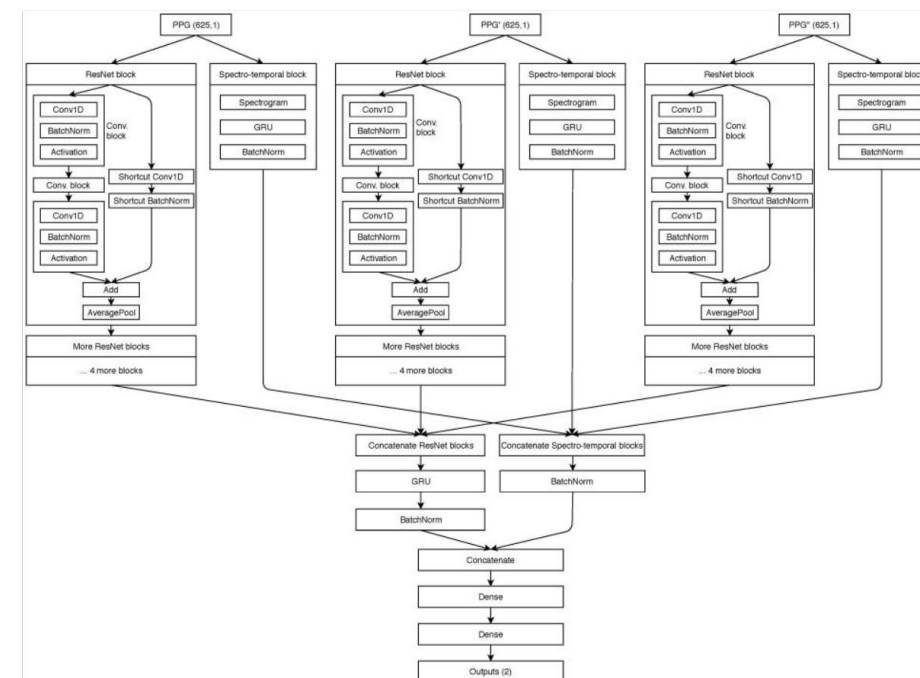 PPG (625,1)
PPG' (625,1)
PPG" (625,1)
ResNet block
Conv1D
BatchNorm
Activation
Conv.
block
Conv. block
Conv1D
BatchNorm
Activation
Shortcut Conv1D
Shortcut BatchNorm
Add
AveragePool
More ResNet blocks
... 4 more blocks
Spectro-temporal block
Spectrogram
GRU
BatchNorm
ResNet block
Conv1D
BatchNorm
Activation
Conv.
block
Conv. block
Conv1D
BatchNorm
Activation
Shortcut Conv1D
Shortcut BatchNorm
Add
AveragePool
More ResNet blocks
... 4 more blocks
Spectro-temporal block
Spectrogram
GRU
BatchNorm
ResNet block
Conv1D
BatchNorm
Activation
Conv.
block
Conv. block
Conv1D
BatchNorm
Activation
Shortcut Conv1D
Shortcut BatchNorm
Add
AveragePool
More ResNet blocks
... 4 more blocks
Spectro-temporal block
Spectrogram
GRU
BatchNorm
Concatenate ResNet blocks
GRU
BatchNorm
Concatenate Spectro-temporal blocks
BatchNorm
Concatenate
Dense
Dense
Outputs (2)